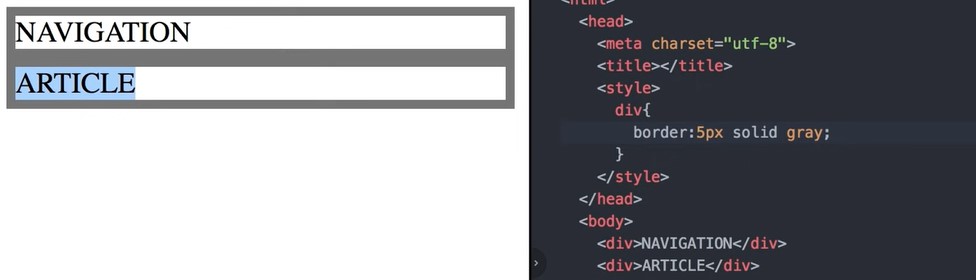 NAVIGATION
ARTICLE
<html>
<head>
<meta charset="utf-8">
<title></title>
<style>
div{
border:5px solid gray;
}
</style>
</head>
<body>
<div>NAVIGATION</div>
<div>ARTICLE</div>